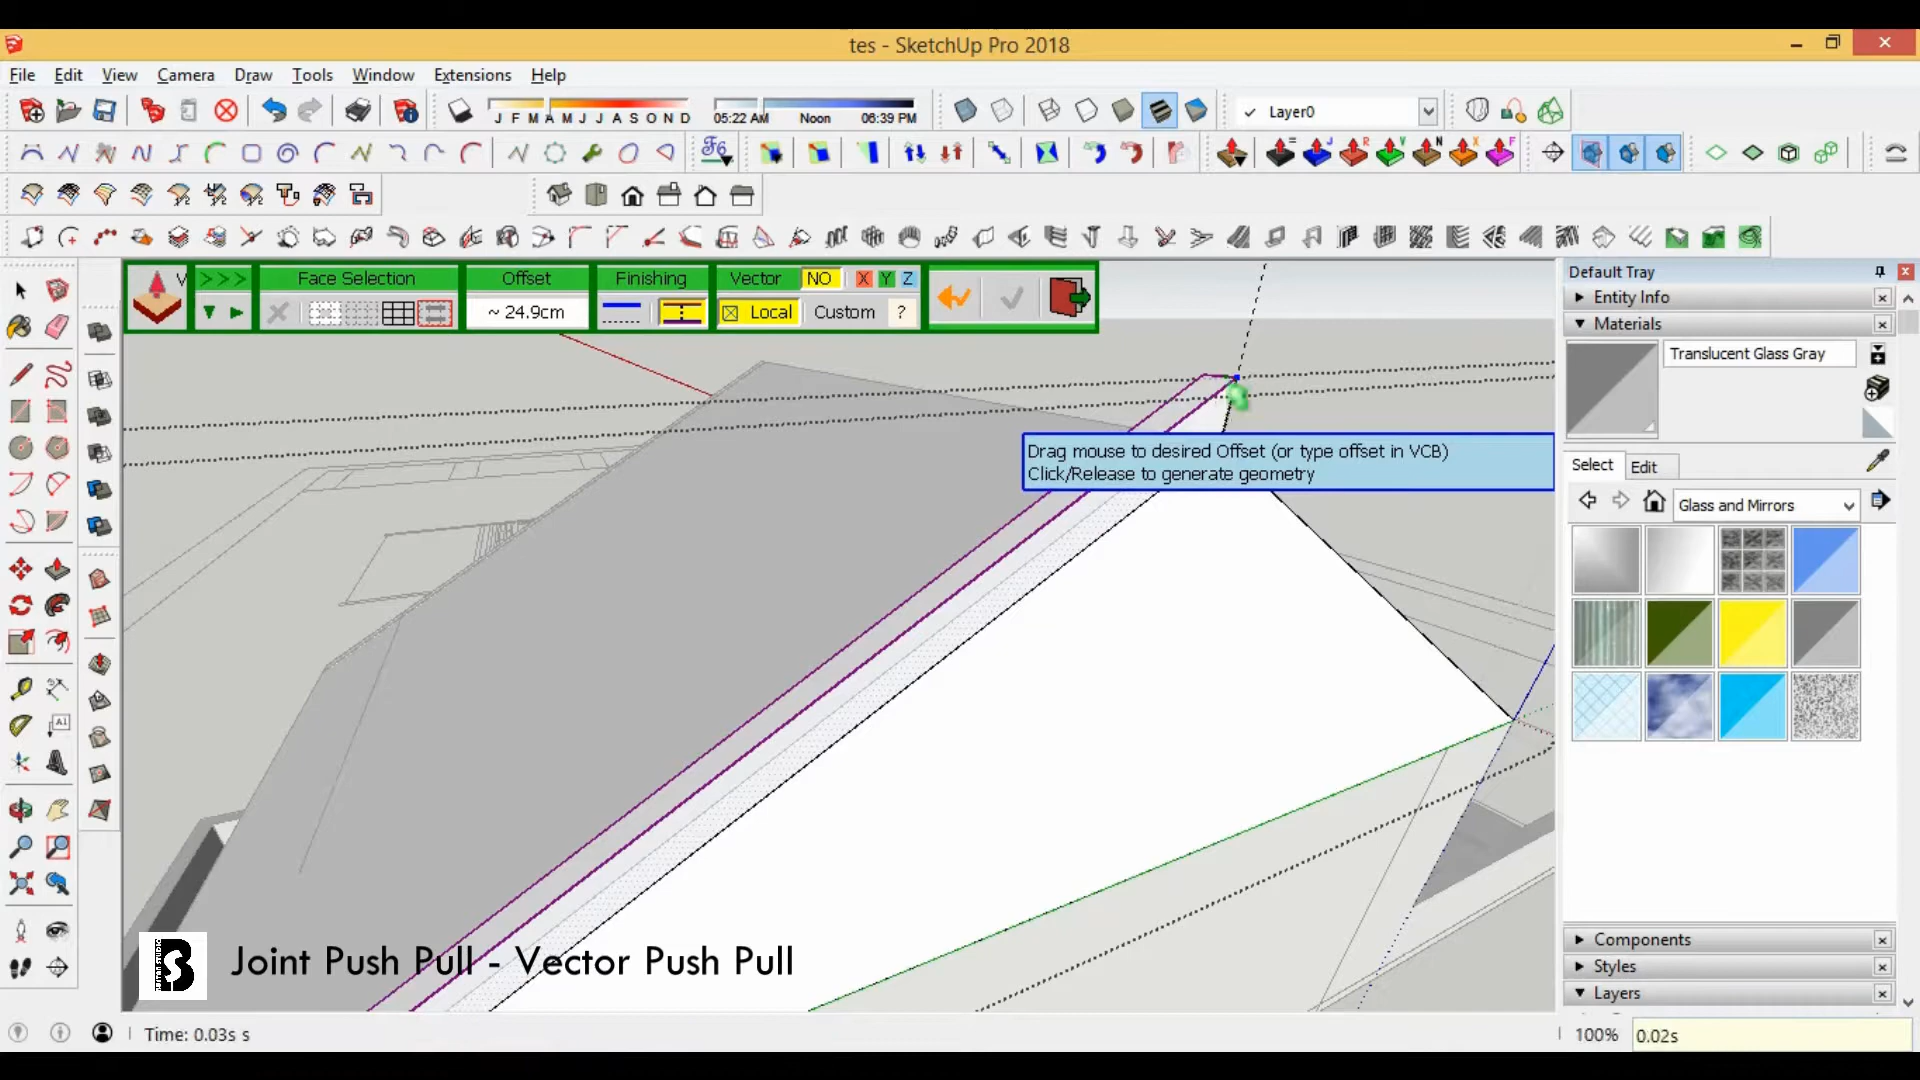 tes - SketchUp Pro 2018
File Edit View Camera Draw Tools Window Extensions Help
J F M A M J J A S O N D
05:22 AM Noon 06:39 PM
Layer0
F6
= J R V N X F
V >>> Face Selection Offset Finishing Vector NO X Y Z
~ 24.9cm Local Custom ?
Drag mouse to desired Offset (or type offset in VCB)
Click/Release to generate geometry
Default Tray
Entity Info
Materials
Translucent Glass Gray
Select Edit
Glass and Mirrors
Components
Styles
Layers
A1
Joint Push Pull - Vector Push Pull
Time: 0.03s s
100% 0.02s